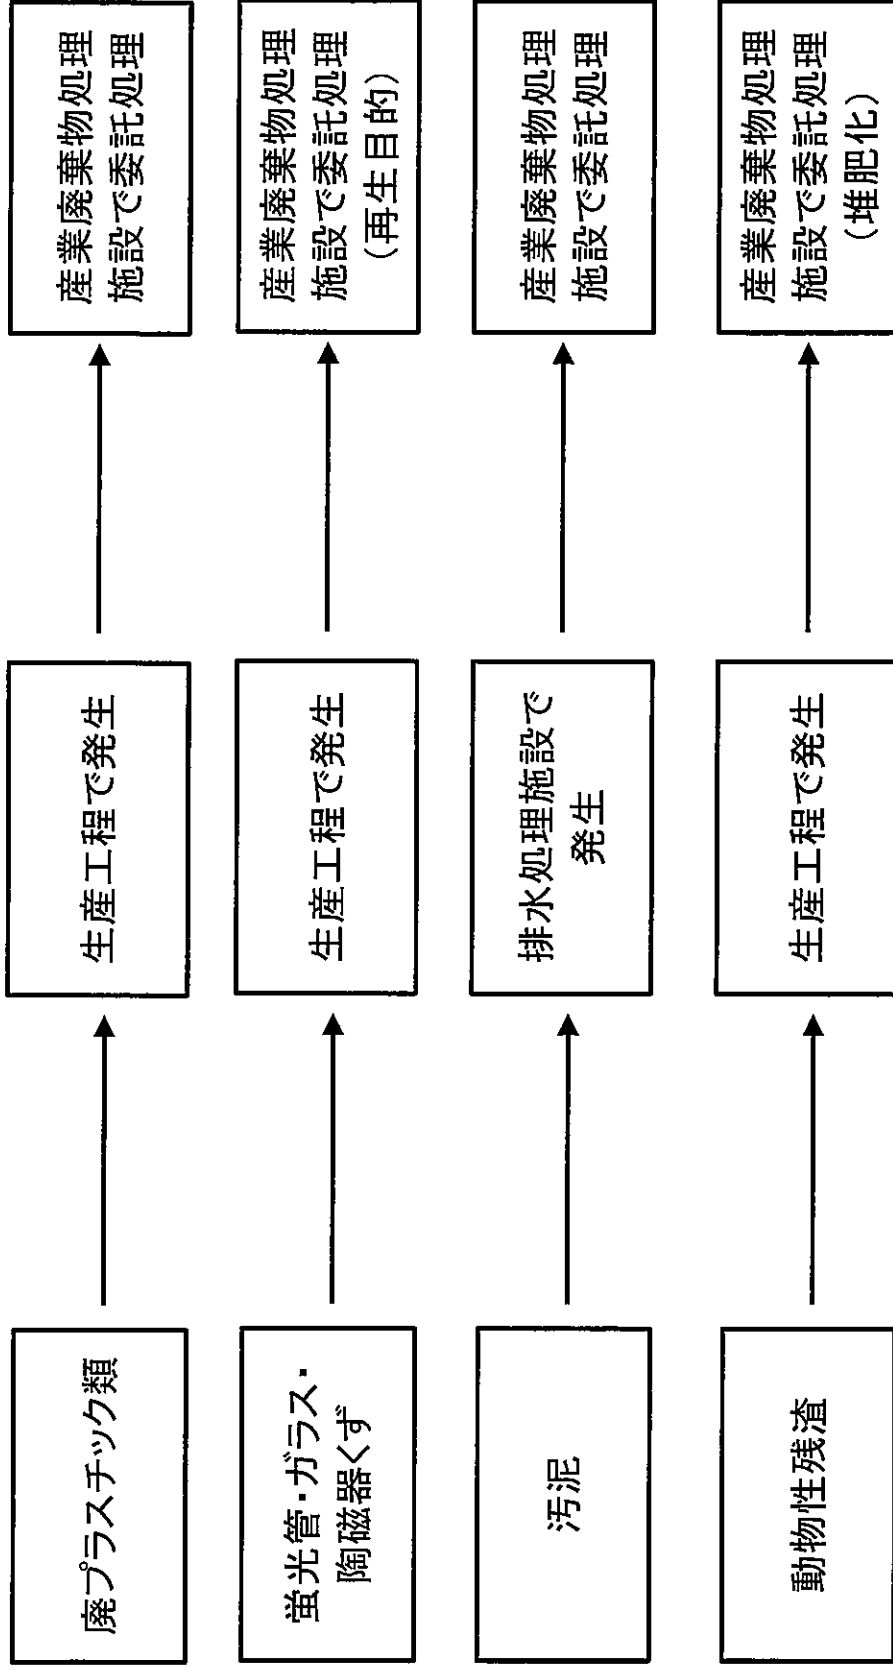 廃プラスチック類
生産工程で発生
産業廃棄物処理
施設で委託処理
蛍光管・ガラス・
陶磁器くず
生産工程で発生
産業廃棄物処理
施設で委託処理
(再生目的)
汚泥
排水処理施設で
発生
産業廃棄物処理
施設で委託処理
動物性残渣
生産工程で発生
産業廃棄物処理
施設で委託処理
(堆肥化)